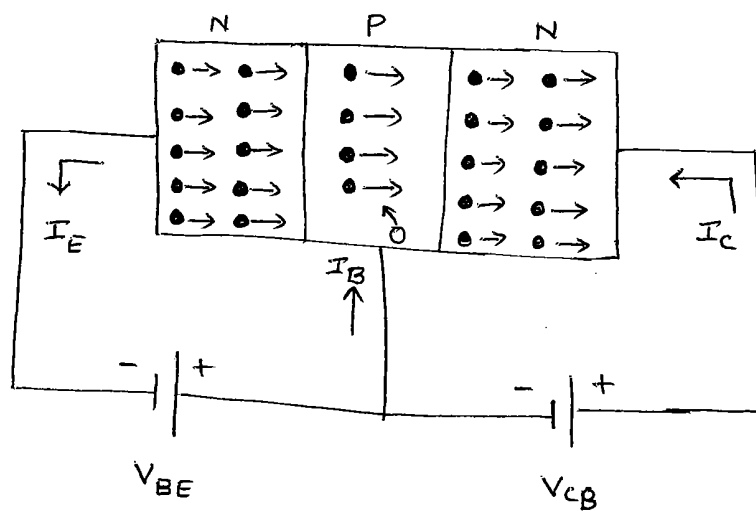 N P N
I_E
I_B
I_C
- +
- +
V_BE
V_CB